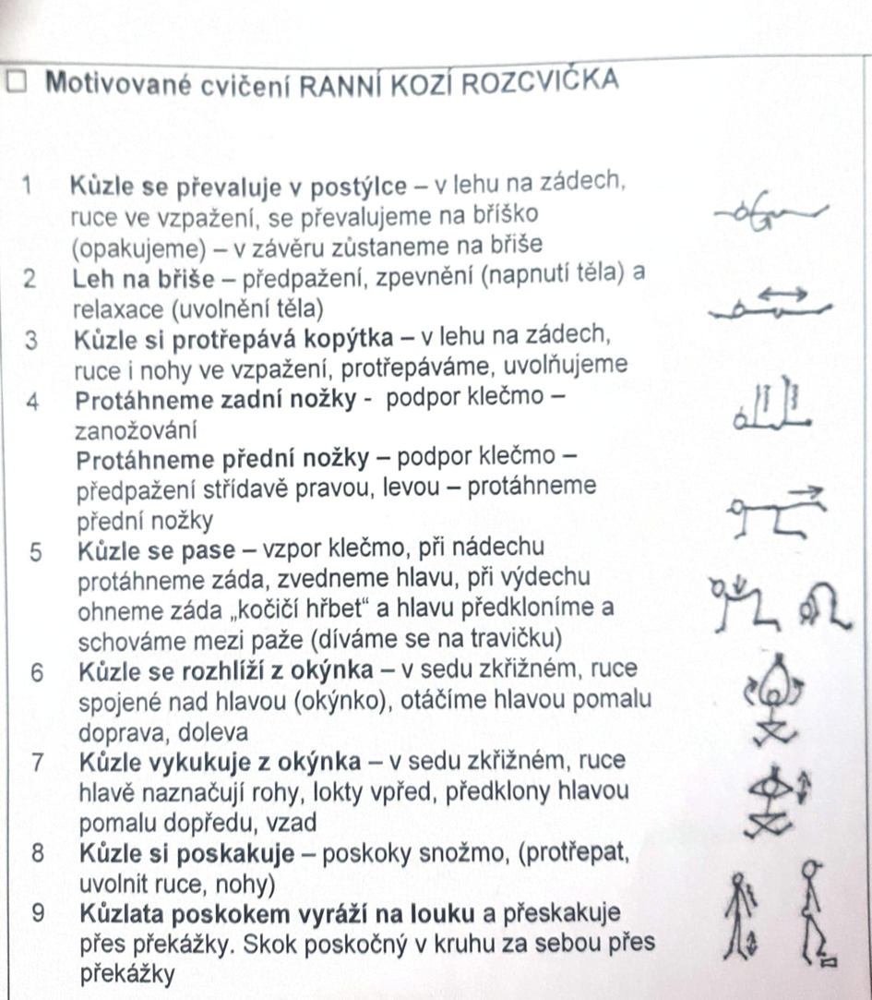 Motivované cvičení RANNÍ KOZÍ ROZCVIČKA
1 Kůzle se převaluje v postýlce – v lehu na zádech,
ruce ve vzpažení, se převalujeme na bříško
(opakujeme) – v závěru zůstaneme na břiše
2 Leh na břiše – předpažení, zpevnění (napnutí těla) a
relaxace (uvolnění těla)
3 Kůzle si protřepává kopýtka – v lehu na zádech,
ruce i nohy ve vzpažení, protřepáváme, uvolňujeme
4 Protáhneme zadní nožky - podpor klečmo –
zanožování
Protáhneme přední nožky – podpor klečmo –
předpažení střídavě pravou, levou – protáhneme
přední nožky
5 Kůzle se pase – vzpor klečmo, při nádechu
protáhneme záda, zvedneme hlavu, při výdechu
ohneme záda „kočičí hřbet“ a hlavu předkloníme a
schováme mezi paže (díváme se na travičku)
6 Kůzle se rozhlíží z okýnka – v sedu zkřižném, ruce
spojené nad hlavou (okýnko), otáčíme hlavou pomalu
doprava, doleva
7 Kůzle vykukuje z okýnka – v sedu zkřižném, ruce
hlavě naznačují rohy, lokty vpřed, předklony hlavou
pomalu dopředu, vzad
8 Kůzle si poskakuje – poskoky snožmo, (protřepat,
uvolnit ruce, nohy)
9 Kůzlata poskokem vyráží na louku a přeskakuje
přes překážky. Skok poskočný v kruhu za sebou přes
překážky